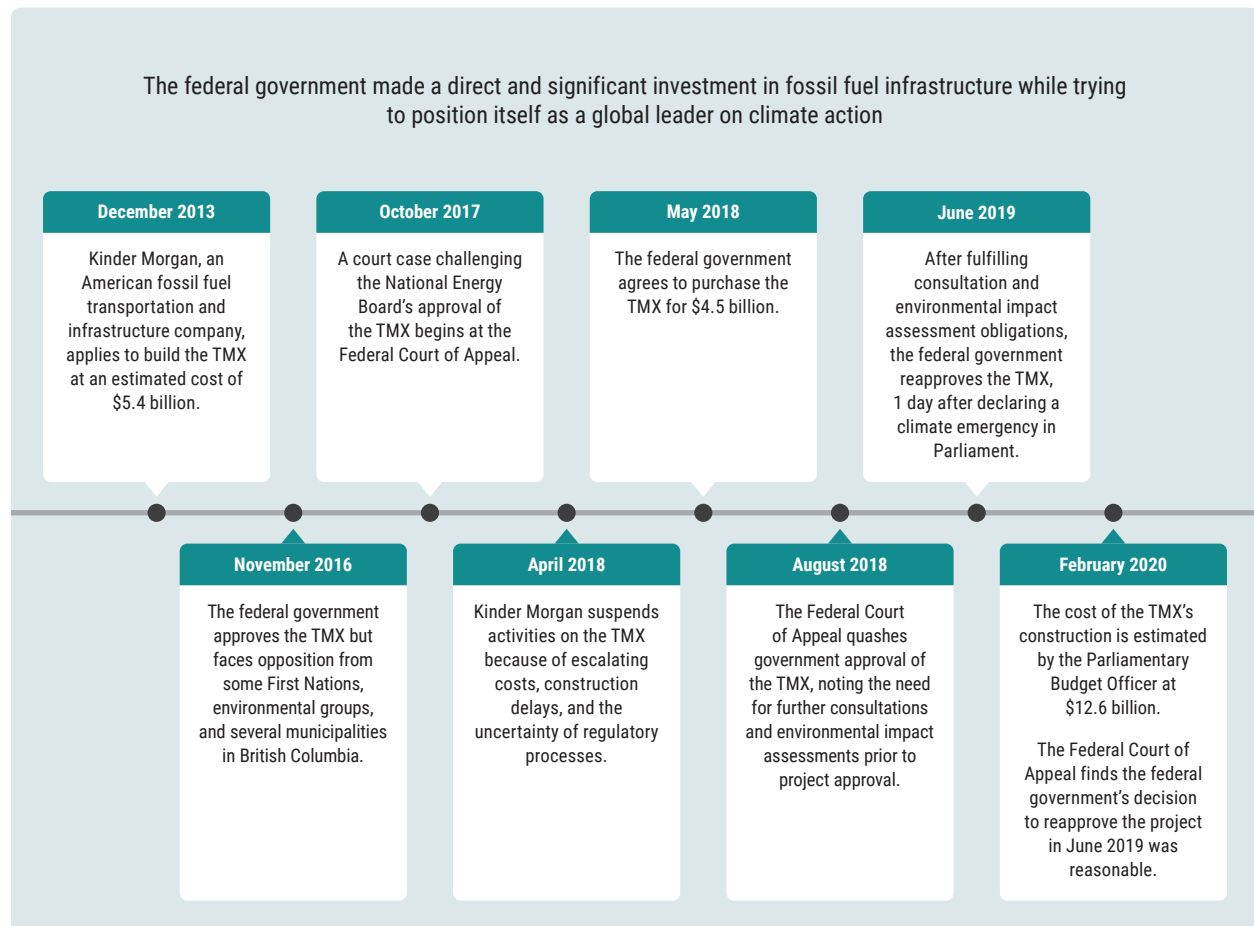 The federal government made a direct and significant investment in fossil fuel infrastructure while trying
to position itself as a global leader on climate action
December 2013
Kinder Morgan, an
American fossil fuel
transportation and
infrastructure company,
applies to build the TMX
at an estimated cost of
$5.4 billion.
November 2016
The federal government
approves the TMX but
faces opposition from
some First Nations,
environmental groups,
and several municipalities
in British Columbia.
October 2017
A court case challenging
the National Energy
Board’s approval of
the TMX begins at the
Federal Court of Appeal.
April 2018
Kinder Morgan suspends
activities on the TMX
because of escalating
costs, construction
delays, and the
uncertainty of regulatory
processes.
May 2018
The federal government
agrees to purchase the
TMX for $4.5 billion.
August 2018
The Federal Court
of Appeal quashes
government approval of
the TMX, noting the need
for further consultations
and environmental impact
assessments prior to
project approval.
June 2019
After fulfilling
consultation and
environmental impact
assessment obligations,
the federal government
reapproves the TMX,
1 day after declaring a
climate emergency in
Parliament.
February 2020
The cost of the TMX’s
construction is estimated
by the Parliamentary
Budget Officer at
$12.6 billion.
The Federal Court of
Appeal finds the federal
government’s decision
to reapprove the project
in June 2019 was
reasonable.